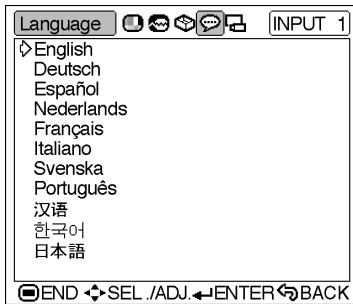 Language INPUT 1
English
Deutsch
Español
Nederlands
Français
Italiano
Svenska
Português
汉语
한국어
日本語
END SEL./ADJ. ENTER BACK